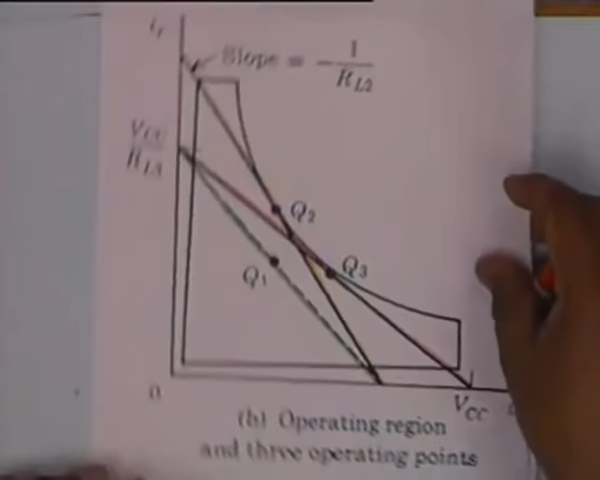 Slope = - 1 / R_L2
V_CC / R_L3
Q₂
Q₃
Q₁
0
V_CC
(b) Operating region
and three operating points